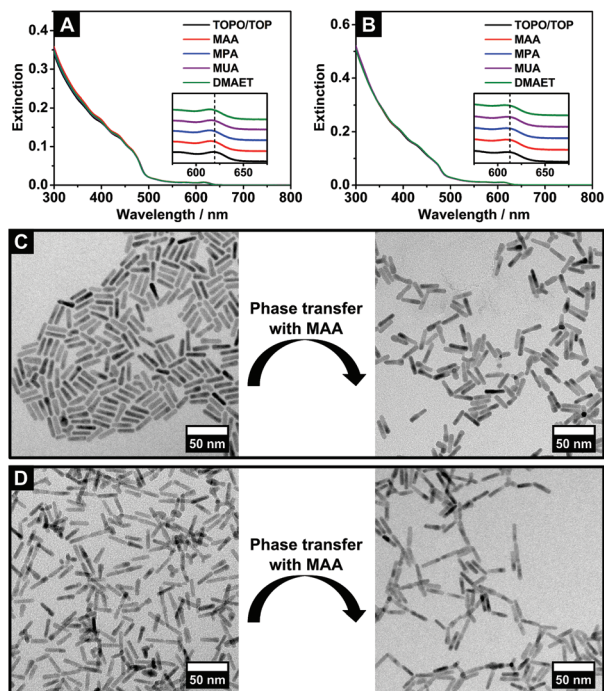 A
TOPO/TOP
MAA
MPA
MUA
DMAET
0.4
0.3
0.2
0.1
0.0
Extinction
600 650
300 400 500 600 700 800
Wavelength / nm
B
TOPO/TOP
MAA
MPA
MUA
DMAET
0.6
0.4
0.2
0.0
Extinction
600 650
300 400 500 600 700 800
Wavelength / nm
C
Phase transfer
with MAA
50 nm
50 nm
D
Phase transfer
with MAA
50 nm
50 nm